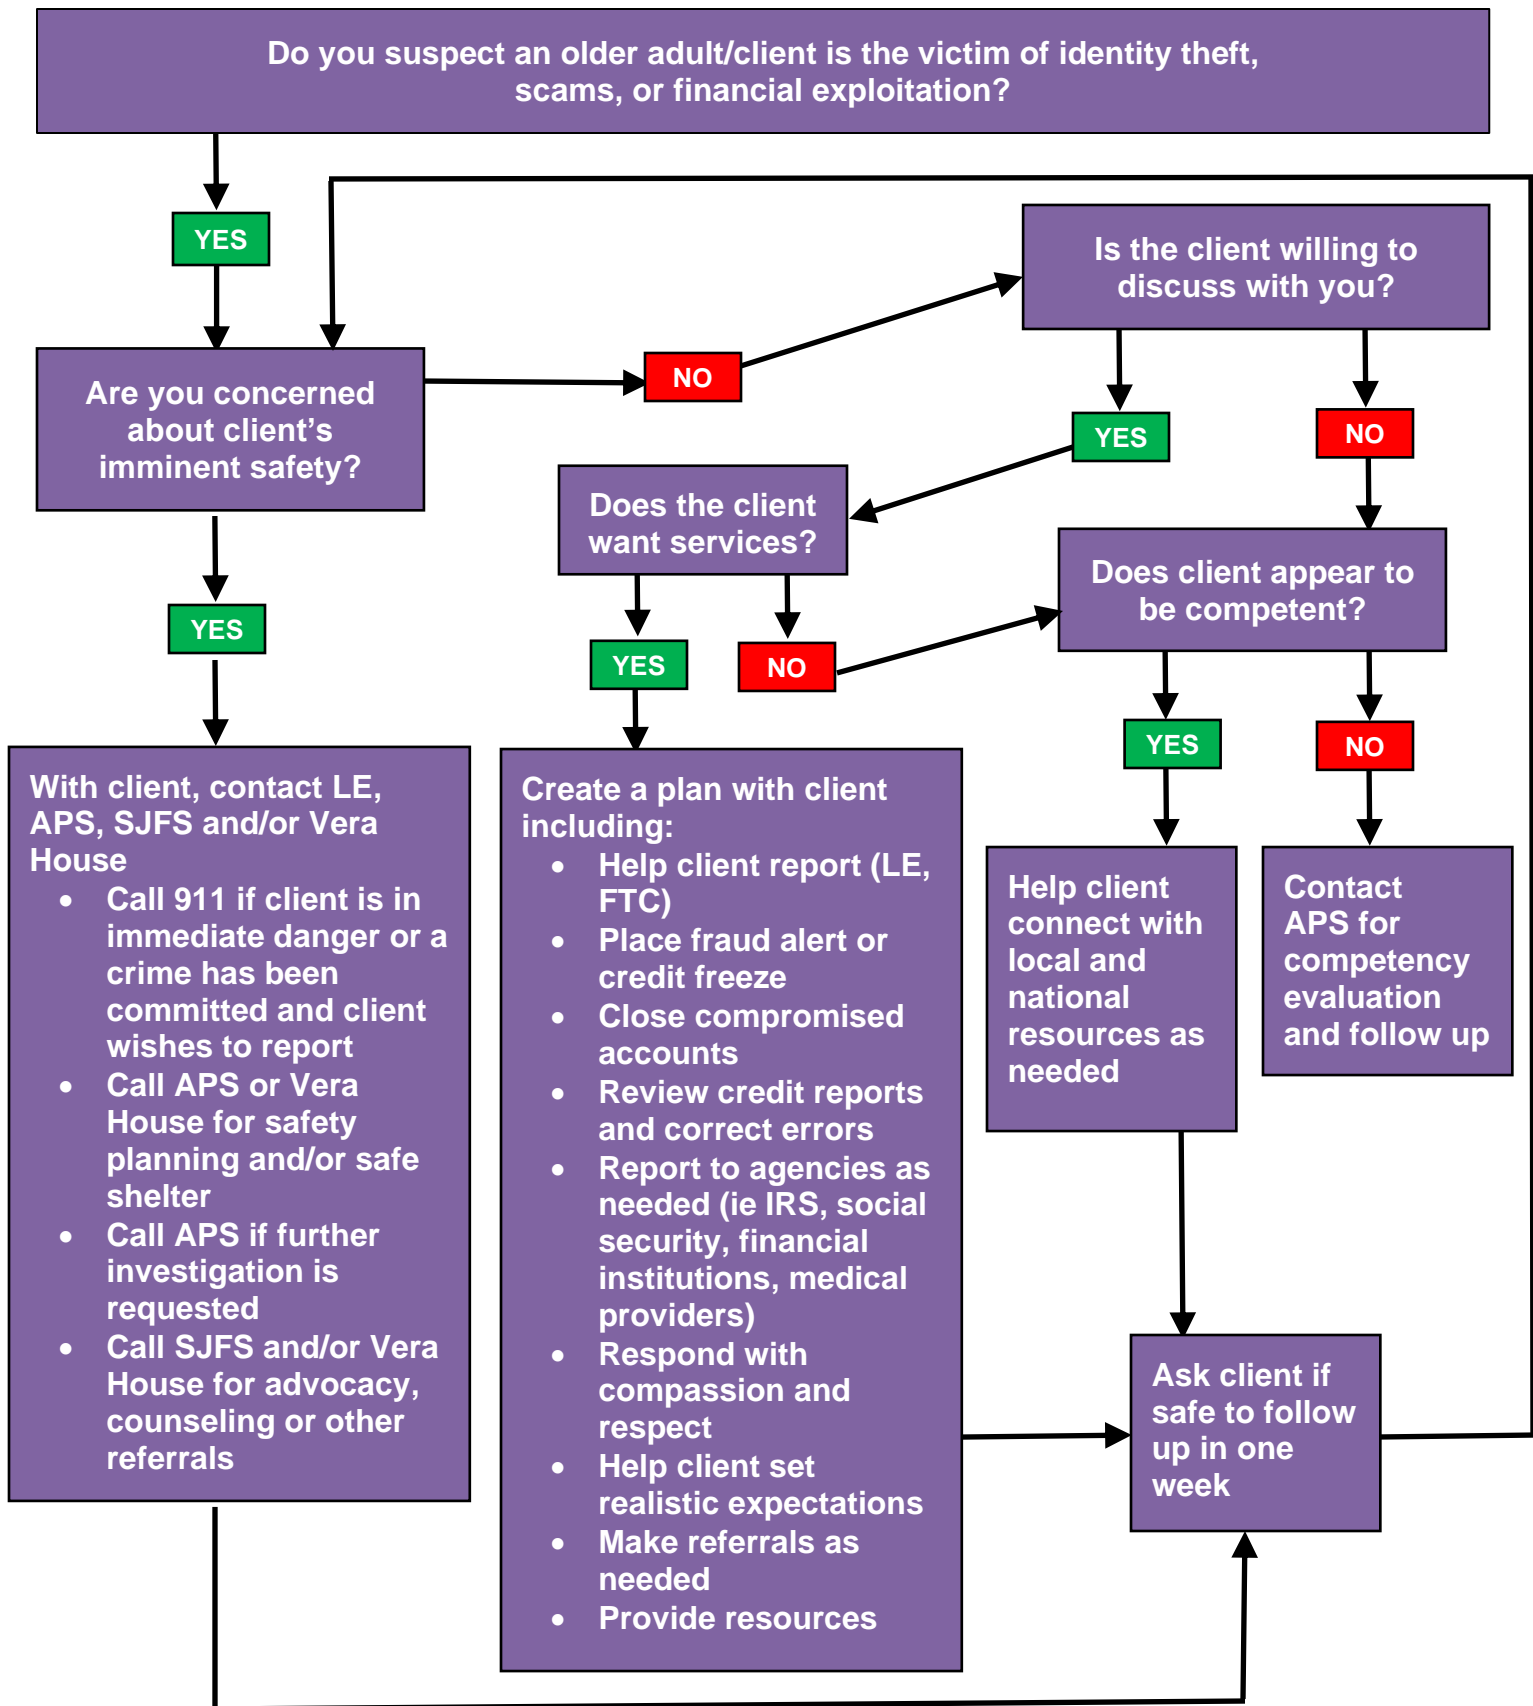 Do you suspect an older adult/client is the victim of identity theft,
scams, or financial exploitation?
YES
Is the client willing to
discuss with you?
Are you concerned
about client’s
imminent safety?
NO
YES
NO
Does the client
want services?
Does client appear to
be competent?
YES
YES
NO
YES
NO
With client, contact LE,
APS, SJFS and/or Vera
House
• Call 911 if client is in
immediate danger or a
crime has been
committed and client
wishes to report
• Call APS or Vera
House for safety
planning and/or safe
shelter
• Call APS if further
investigation is
requested
• Call SJFS and/or Vera
House for advocacy,
counseling or other
referrals
Create a plan with client
including:
• Help client report (LE,
FTC)
• Place fraud alert or
credit freeze
• Close compromised
accounts
• Review credit reports
and correct errors
• Report to agencies as
needed (ie IRS, social
security, financial
institutions, medical
providers)
• Respond with
compassion and
respect
• Help client set
realistic expectations
• Make referrals as
needed
• Provide resources
Help client
connect with
local and
national
resources as
needed
Contact
APS for
competency
evaluation
and follow up
Ask client if
safe to follow
up in one
week